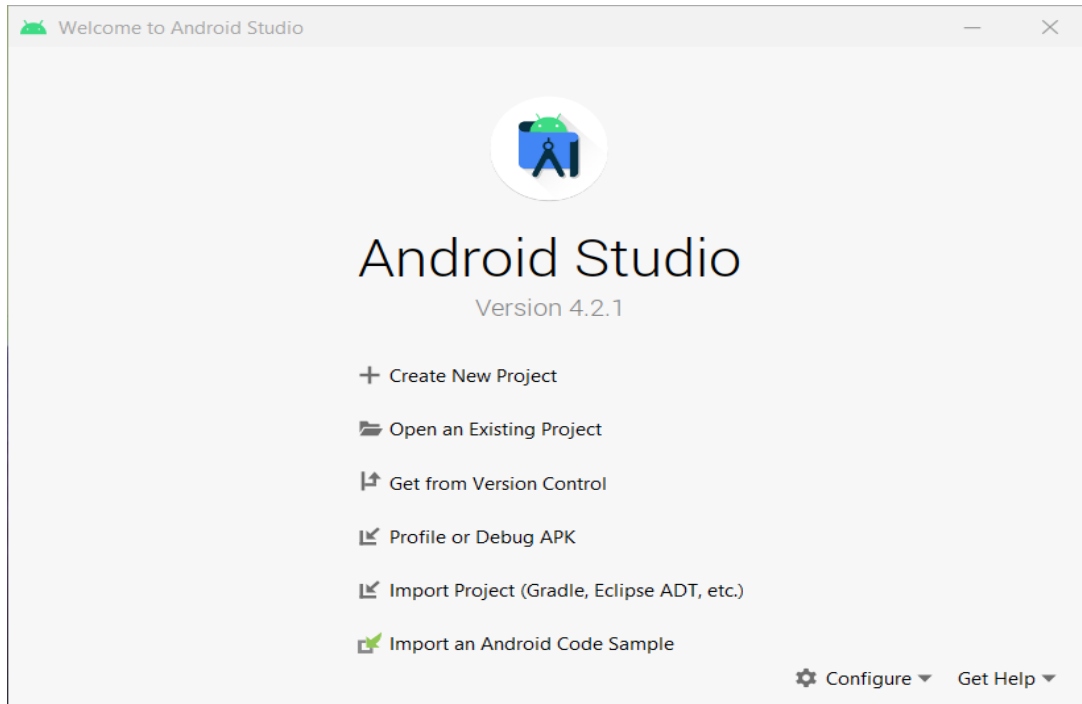 Welcome to Android Studio
Android Studio
Version 4.2.1
Create New Project
Open an Existing Project
Get from Version Control
Profile or Debug APK
Import Project (Gradle, Eclipse ADT, etc.)
Import an Android Code Sample
Configure Get Help